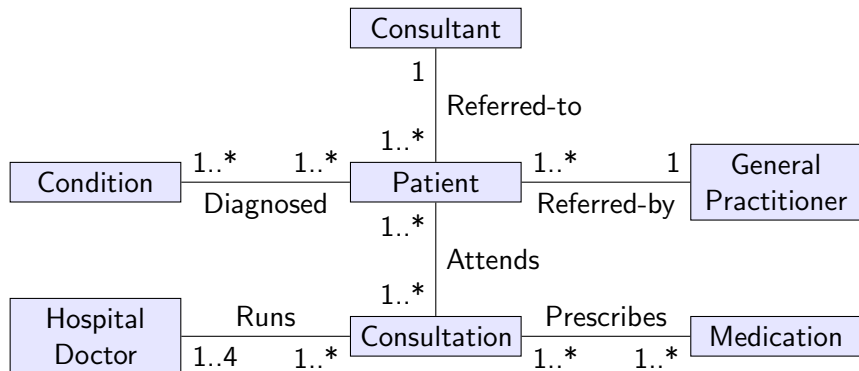 Consultant
1
Referred-to
1..*
Condition
1..* 1..*
Diagnosed
Patient
1..* 1
Referred-by
General
Practitioner
1..*
Attends
1..*
Hospital
Doctor
Runs
1..4 1..*
Consultation
Prescribes
1..* 1..*
Medication